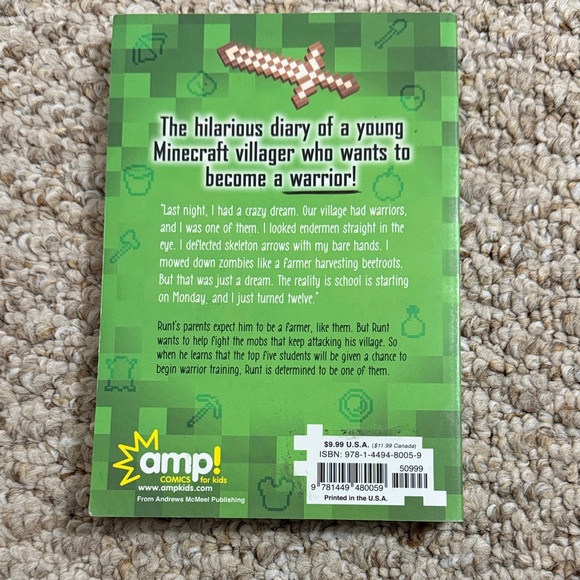 The hilarious diary of a young
Minecraft villager who wants to
become a warrior!
"Last night, I had a crazy dream. Our village had warriors,
and I was one of them. I looked endermen straight in the
eye. I deflected skeleton arrows with my bare hands. I
mowed down zombies like a farmer harvesting beetroots.
But that was just a dream. The reality is school is starting
on Monday, and I just turned twelve."
Runt's parents expect him to be a farmer, like them. But Runt
wants to help fight the mobs that keep attacking his village. So
when he learns that the top five students will be given a chance to
begin warrior training, Runt is determined to be one of them.
amp!
COMICS for kids
www.ampkids.com
From Andrews McMeel Publishing
$9.99 U.S.A. ($11.99 Canada)
ISBN: 978-1-4494-8005-9
50999
9 781449 480059
Printed in the U.S.A.